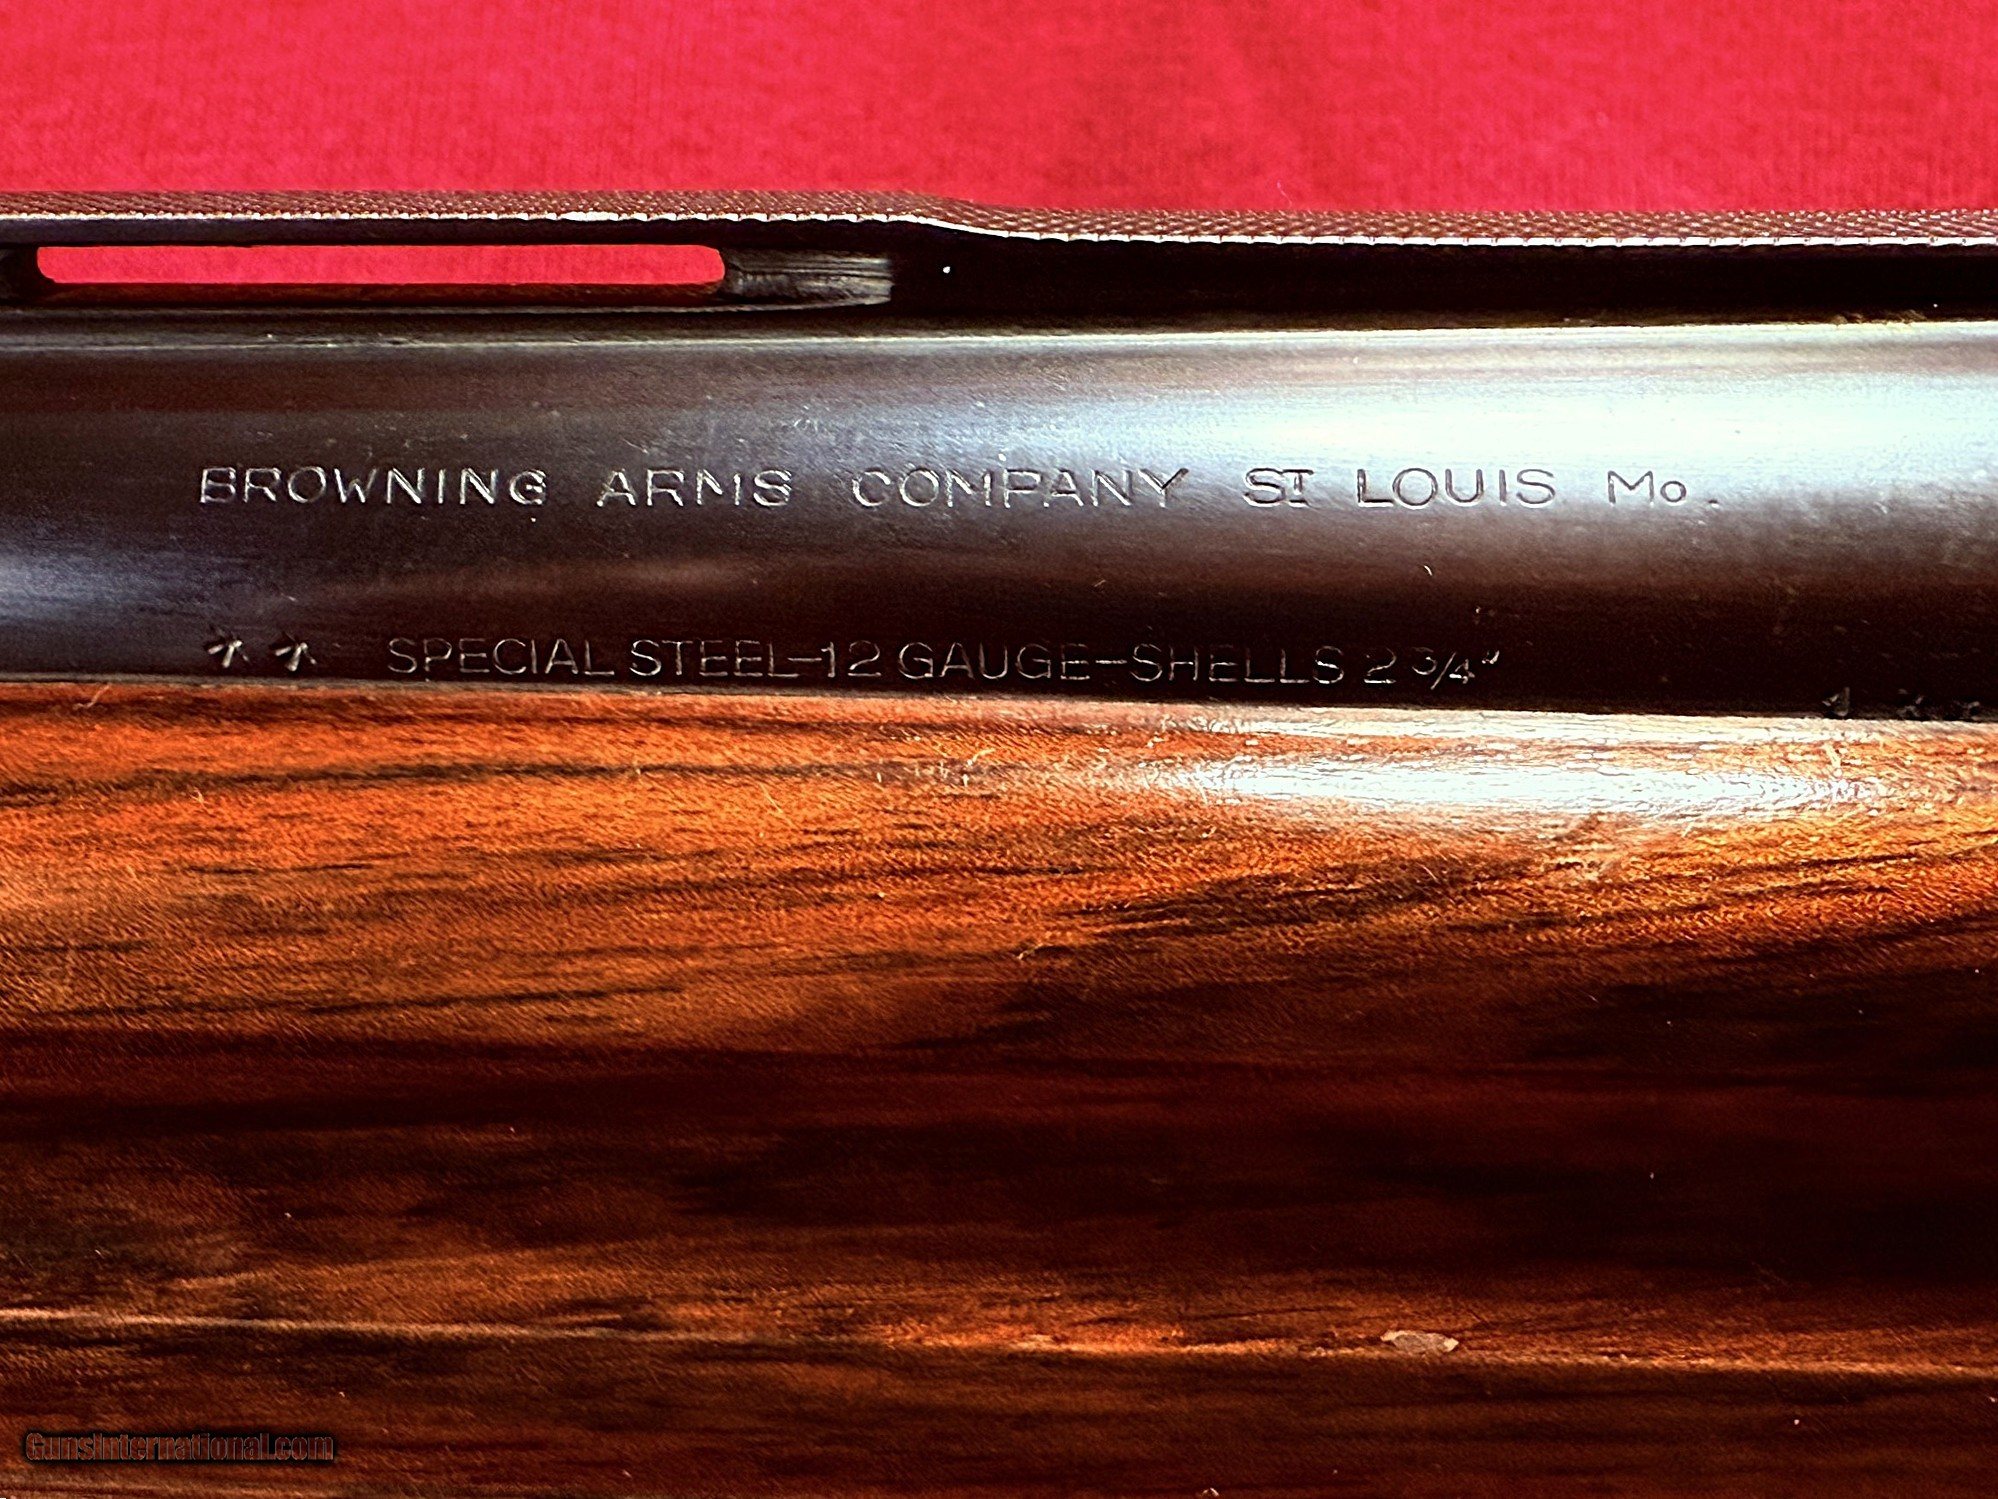 BROWNING ARMS COMPANY ST LOUIS Mo.
** SPECIAL STEEL-12 GAUGE-SHELLS 2 3/4"
GunsInternational.com